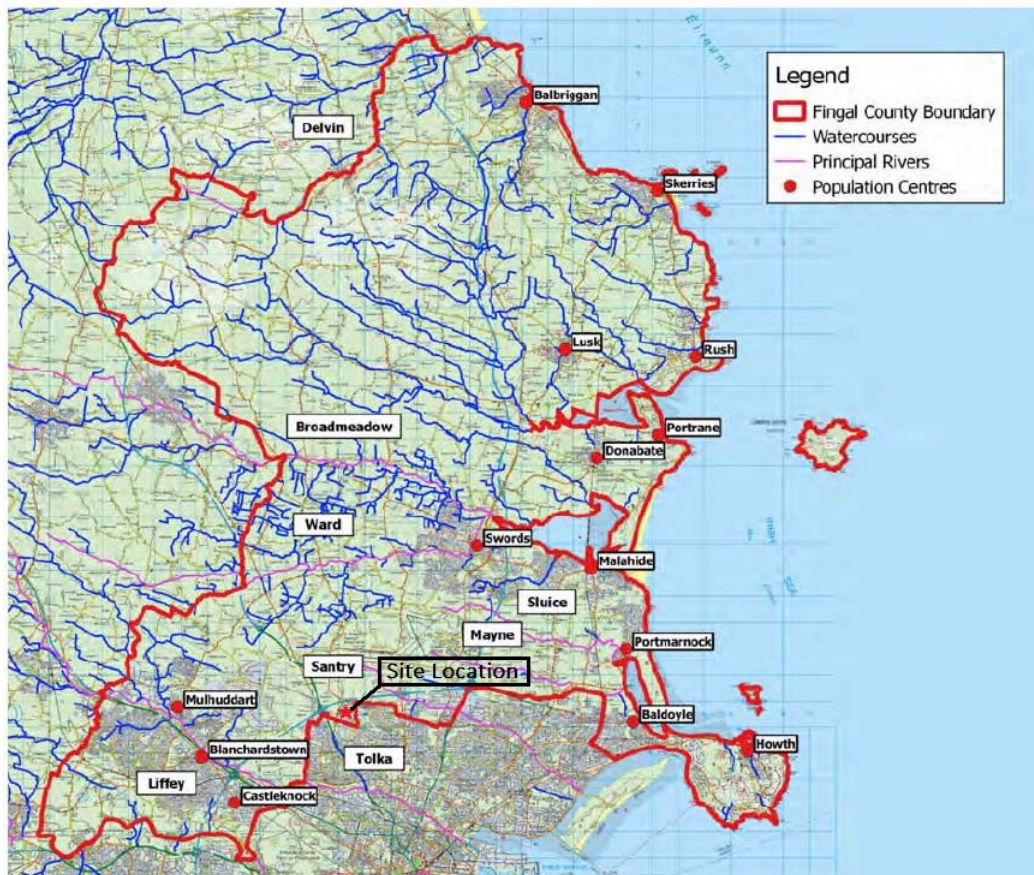 Éireann
Legend
Fingal County Boundary
Watercourses
Principal Rivers
Population Centres
Balbriggan
Delvin
Skerries
Lusk
Rush
Broadmeadow
Portrane
Donabate
Ward
Swords
Malahide
Sluice
Mayne
Portmarnock
Santry
Site Location
Mulhuddart
Baldoyle
Howth
Blanchardstown
Tolka
Liffey
Castleknock